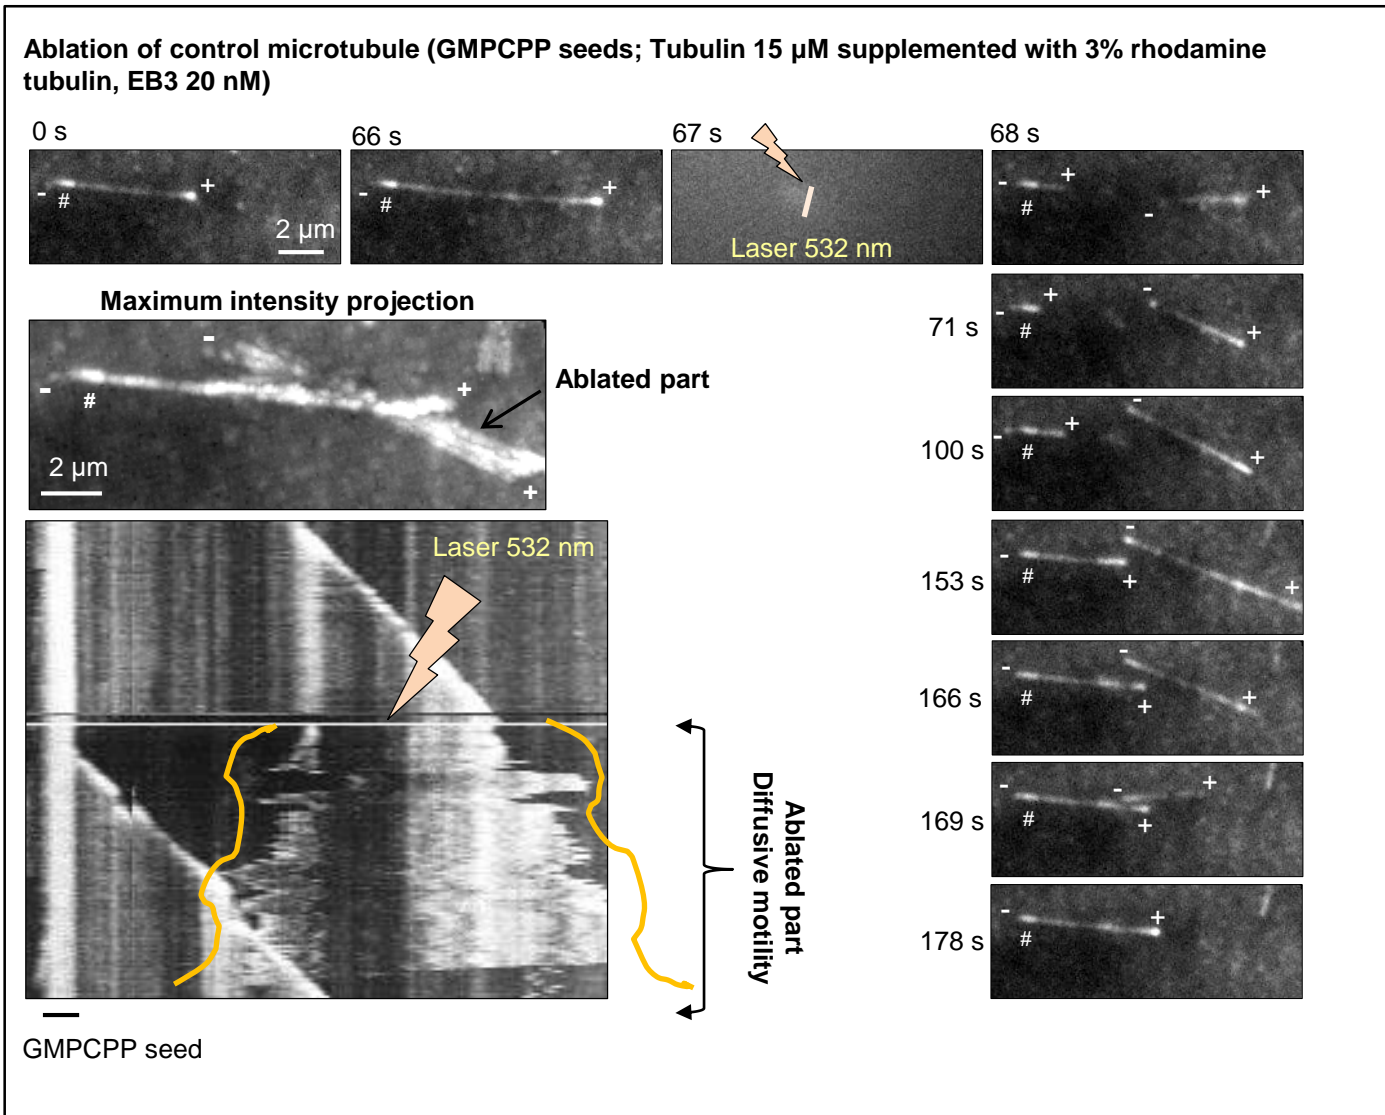 Ablation of control microtubule (GMPCPP seeds; Tubulin 15 µM supplemented with 3% rhodamine
tubulin, EB3 20 nM)
0 s
66 s
67 s
68 s
- # +
2 µm
- # +
Laser 532 nm
- # + - +
Maximum intensity projection
- - # + +
2 µm
Ablated part
71 s
- # + - +
100 s
- # + - +
153 s
- # + - +
166 s
- # + - +
169 s
- # + - +
178 s
- # +
Laser 532 nm
Ablated part
Diffusive motility
GMPCPP seed